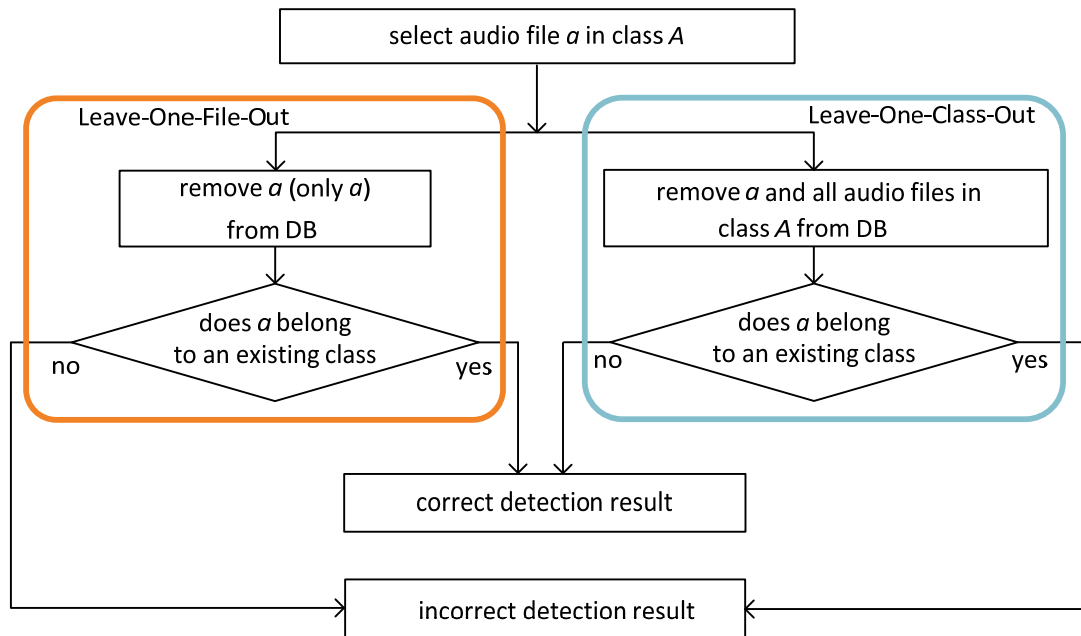 select audio file a in class A
Leave-One-File-Out
remove a (only a)
from DB
does a belong
to an existing class
no
yes
Leave-One-Class-Out
remove a and all audio files in
class A from DB
does a belong
to an existing class
no
yes
correct detection result
incorrect detection result